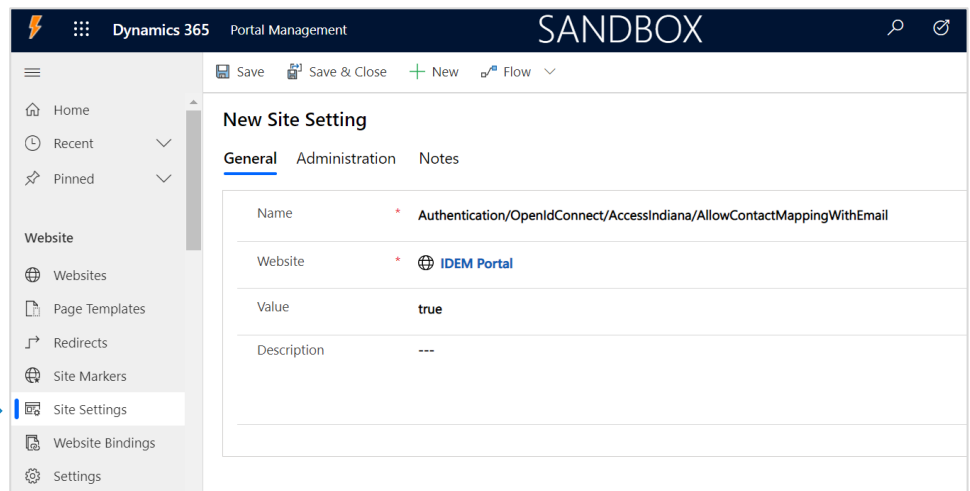 Dynamics 365 Portal Management SANDBOX
Save Save & Close New Flow
Home
Recent
Pinned
Website
Websites
Page Templates
Redirects
Site Markers
Site Settings
Website Bindings
Settings
New Site Setting
General Administration Notes
Name * Authentication/OpenIdConnect/AccessIndiana/AllowContactMappingWithEmail
Website * IDEM Portal
Value true
Description ---